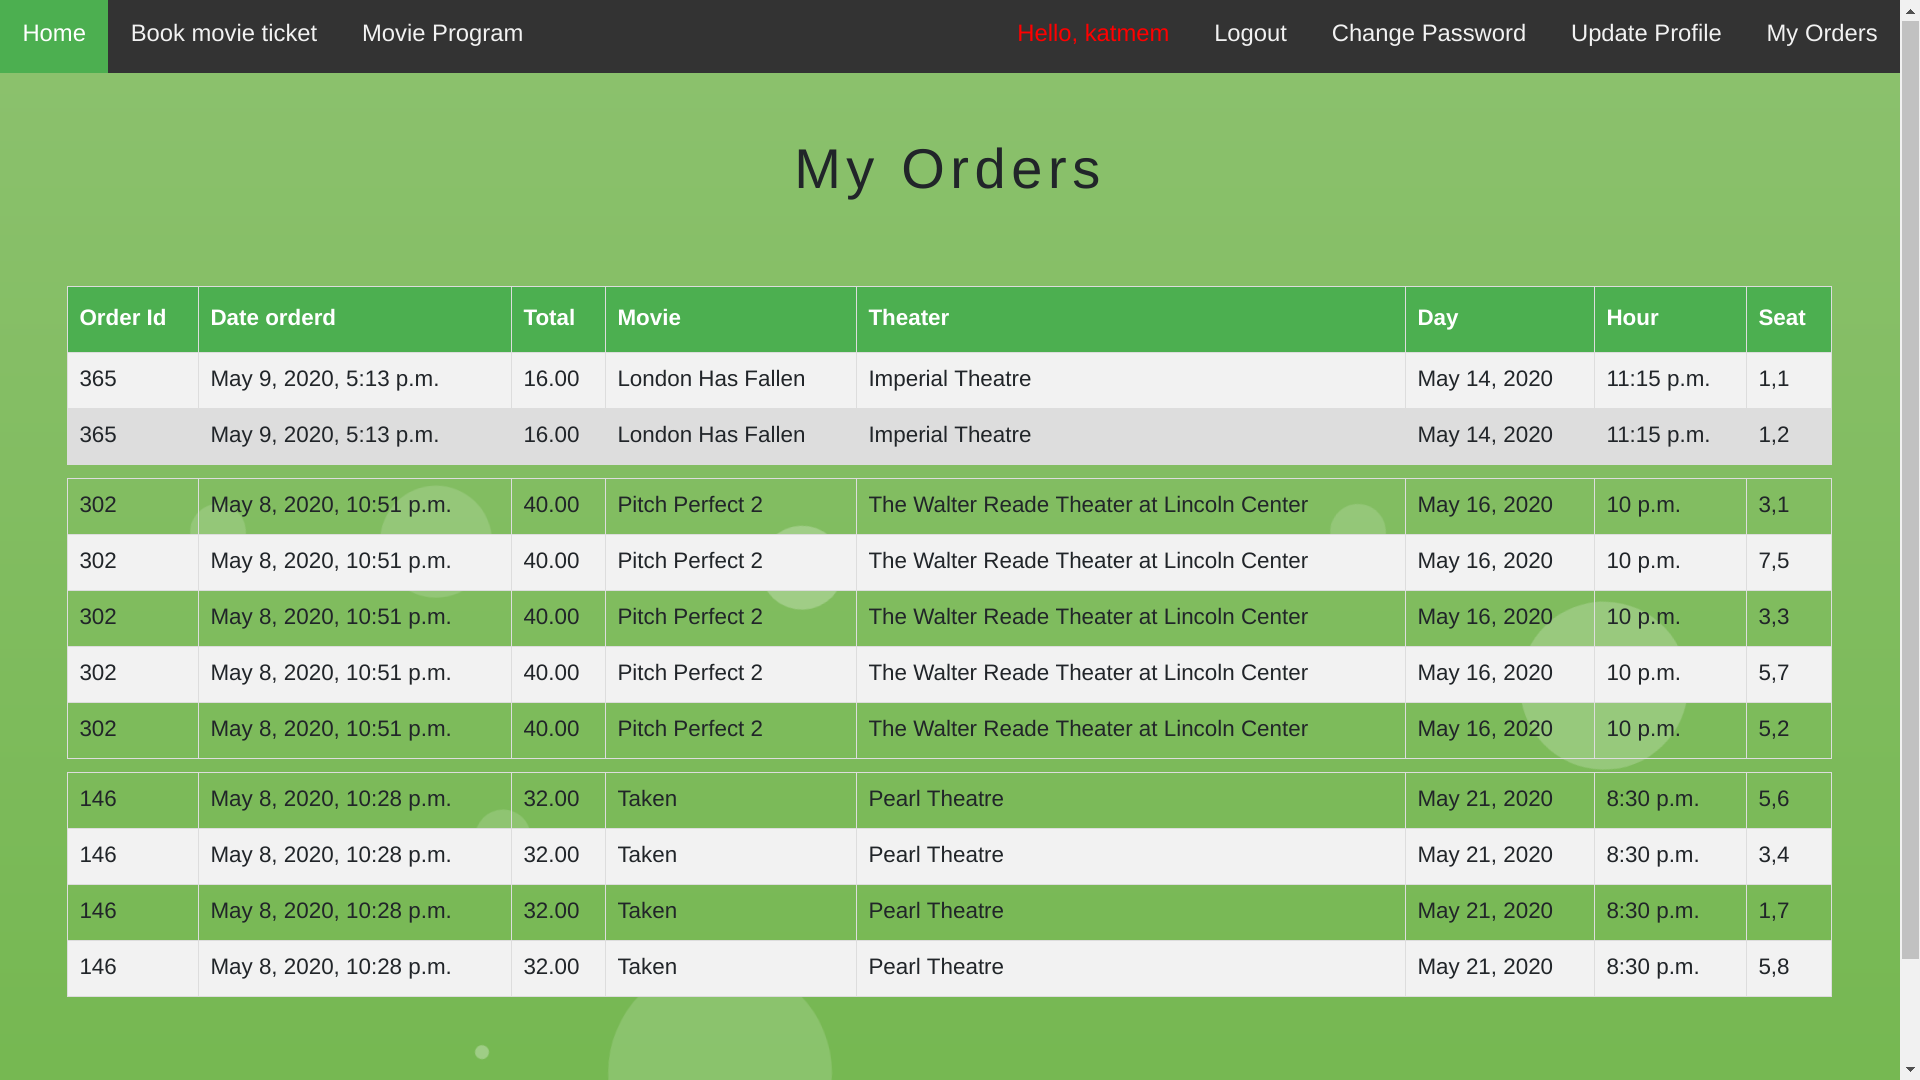 Home Book movie ticket Movie Program Hello, katmem Logout Change Password Update Profile My Orders
My Orders
Order Id Date orderd Total Movie Theater Day Hour Seat
365 May 9, 2020, 5:13 p.m. 16.00 London Has Fallen Imperial Theatre May 14, 2020 11:15 p.m. 1,1
365 May 9, 2020, 5:13 p.m. 16.00 London Has Fallen Imperial Theatre May 14, 2020 11:15 p.m. 1,2
302 May 8, 2020, 10:51 p.m. 40.00 Pitch Perfect 2 The Walter Reade Theater at Lincoln Center May 16, 2020 10 p.m. 3,1
302 May 8, 2020, 10:51 p.m. 40.00 Pitch Perfect 2 The Walter Reade Theater at Lincoln Center May 16, 2020 10 p.m. 7,5
302 May 8, 2020, 10:51 p.m. 40.00 Pitch Perfect 2 The Walter Reade Theater at Lincoln Center May 16, 2020 10 p.m. 3,3
302 May 8, 2020, 10:51 p.m. 40.00 Pitch Perfect 2 The Walter Reade Theater at Lincoln Center May 16, 2020 10 p.m. 5,7
302 May 8, 2020, 10:51 p.m. 40.00 Pitch Perfect 2 The Walter Reade Theater at Lincoln Center May 16, 2020 10 p.m. 5,2
146 May 8, 2020, 10:28 p.m. 32.00 Taken Pearl Theatre May 21, 2020 8:30 p.m. 5,6
146 May 8, 2020, 10:28 p.m. 32.00 Taken Pearl Theatre May 21, 2020 8:30 p.m. 3,4
146 May 8, 2020, 10:28 p.m. 32.00 Taken Pearl Theatre May 21, 2020 8:30 p.m. 1,7
146 May 8, 2020, 10:28 p.m. 32.00 Taken Pearl Theatre May 21, 2020 8:30 p.m. 5,8